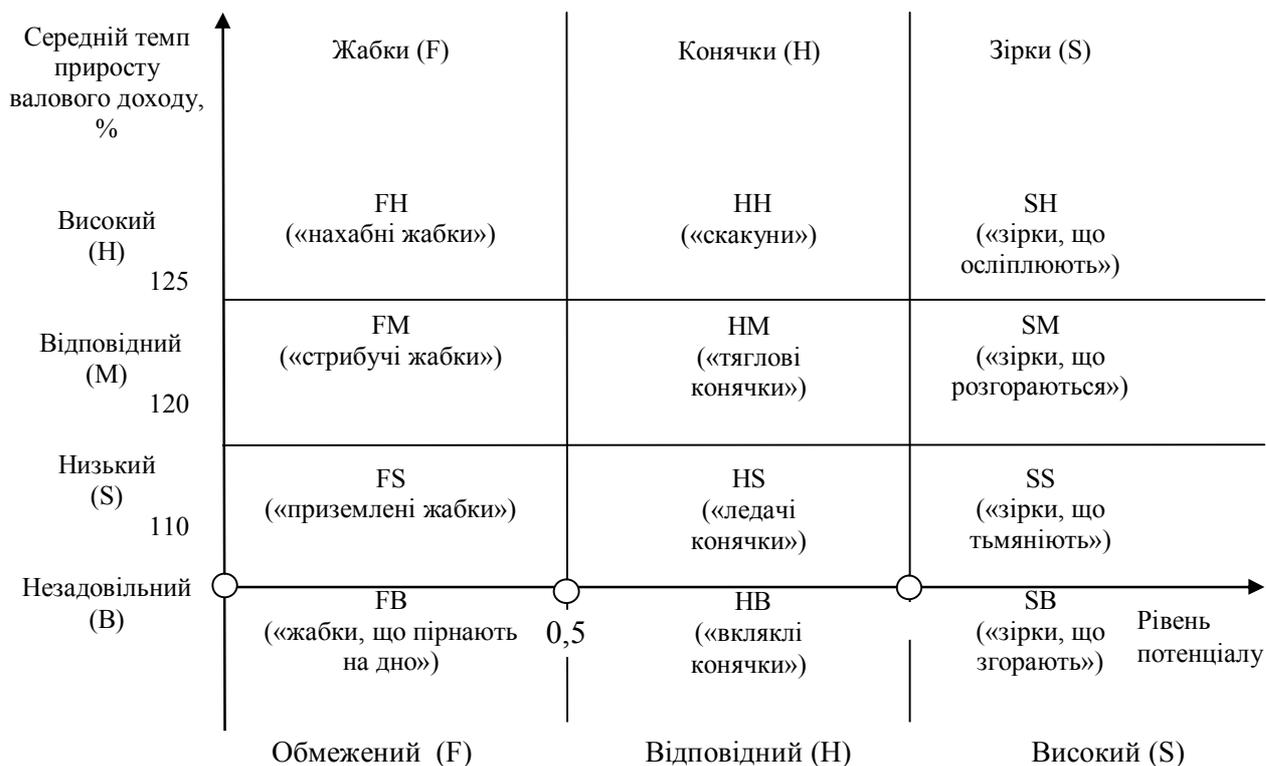 Середній темп
приросту
валового доходу,
%
Жабки (F)
Конячки (H)
Зірки (S)
Високий
(H)
125
FH
(«нахабні жабки»)
HH
(«скакуни»)
SH
(«зірки, що
осліплюють»)
Відповідний
(M)
120
FM
(«стрибучі жабки»)
HM
(«тяглові
конячки»)
SM
(«зірки, що
розгораються»)
Низький
(S)
110
FS
(«приземлені жабки»)
HS
(«ледачі
конячки»)
SS
(«зірки, що
тьмяніють»)
Незадовільний
(B)
FB
(«жабки, що пірнають
на дно»)
0,5
HB
(«вкляклі
конячки»)
SB
(«зірки, що
згорають»)
Рівень
потенціалу
Обмежений (F)
Відповідний (H)
Високий (S)